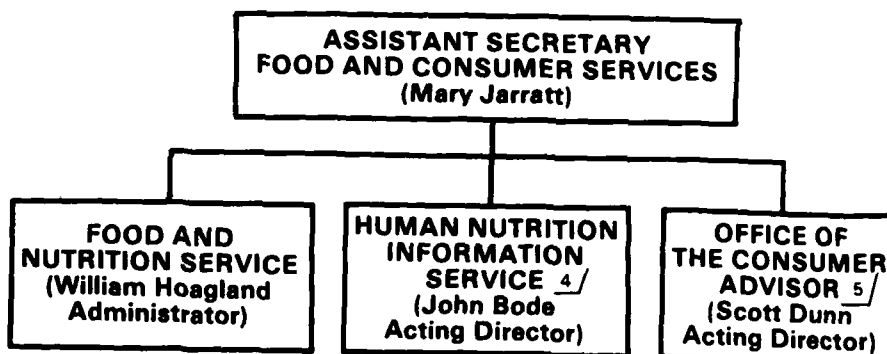 ASSISTANT SECRETARY
FOOD AND CONSUMER SERVICES
(Mary Jarratt)
FOOD AND
NUTRITION SERVICE
(William Hoagland
Administrator)
HUMAN NUTRITION
INFORMATION
SERVICE 4/
(John Bode
Acting Director)
OFFICE OF
THE CONSUMER
ADVISOR 5/
(Scott Dunn
Acting Director)